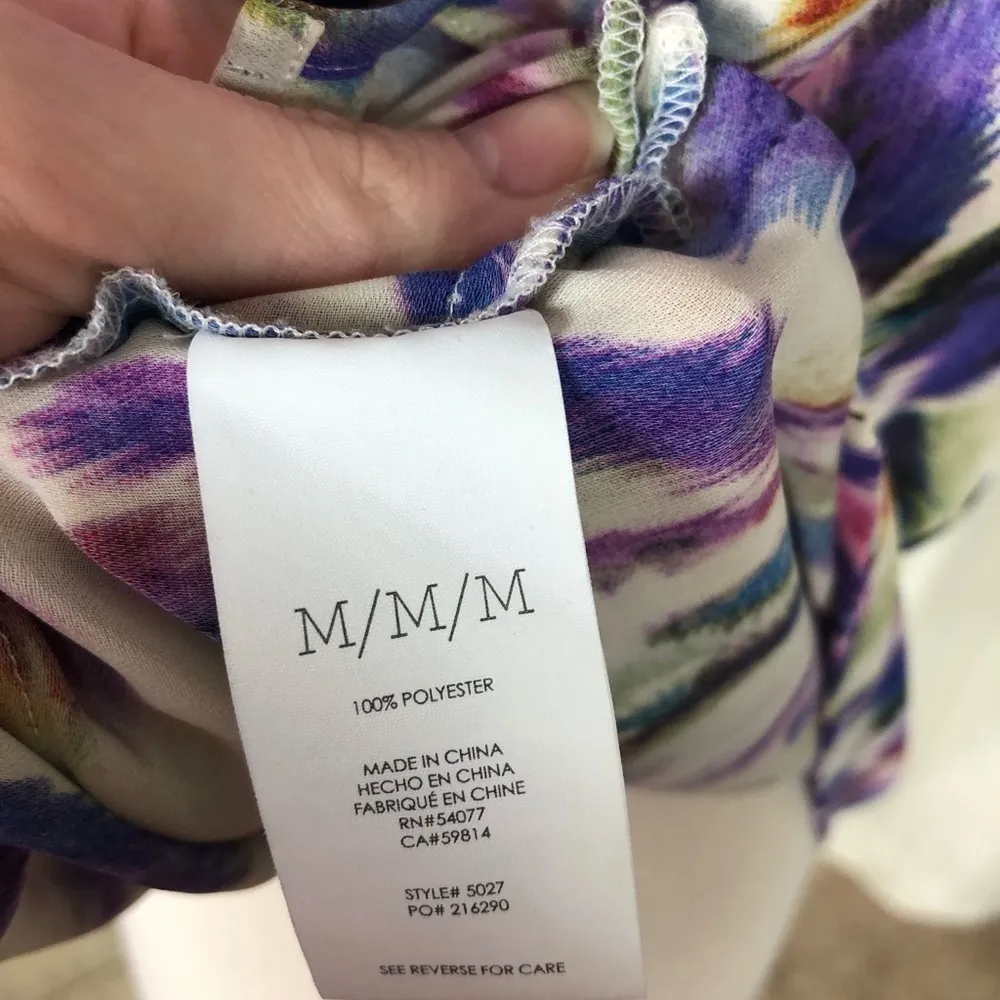 M/M/M
100% POLYESTER
MADE IN CHINA
HECHO EN CHINA
FABRIQUÉ EN CHINE
RN#54077
CA#59814
STYLE# 5027
PO# 216290
SEE REVERSE FOR CARE